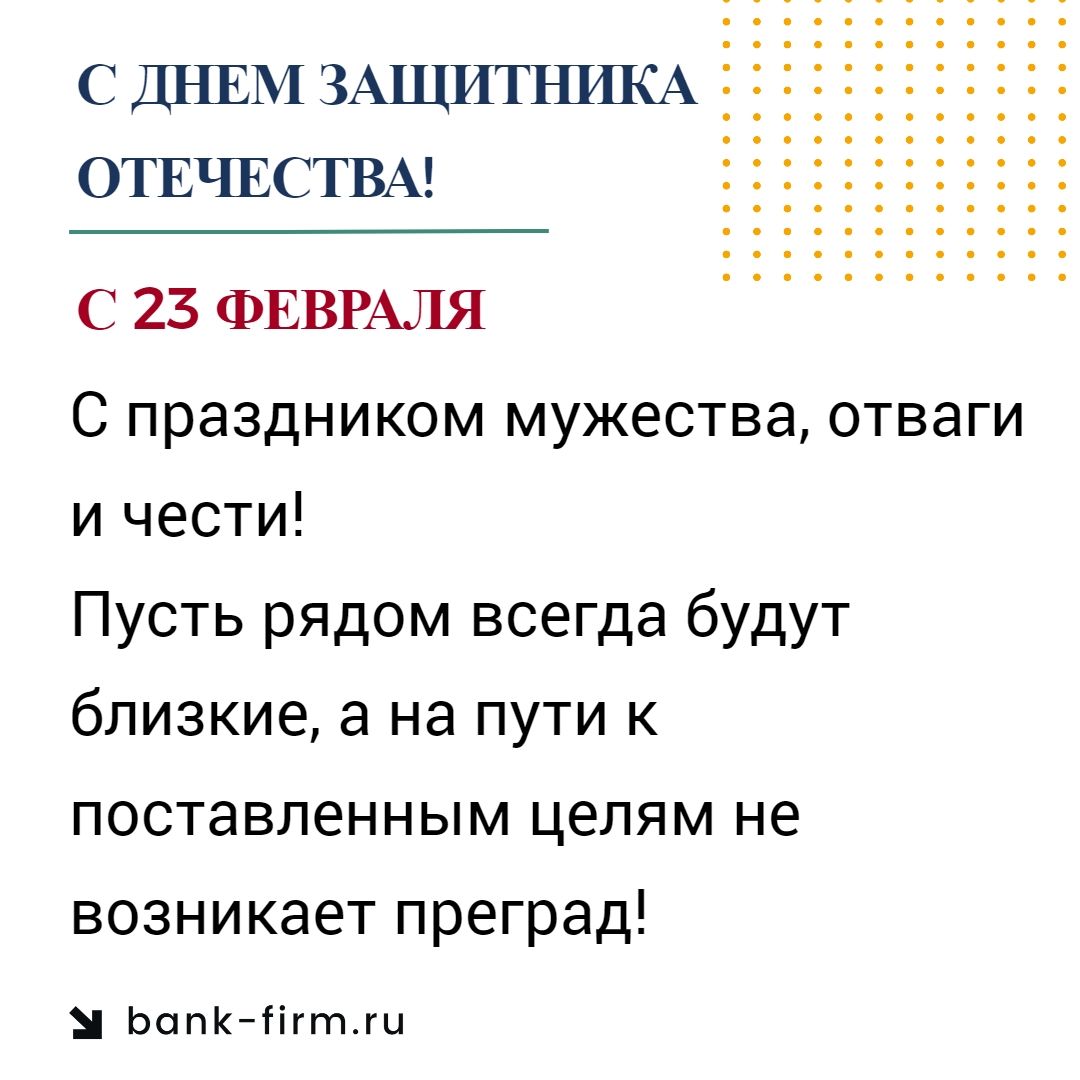 С ДНЕМ ЗАЩИТНИКА
ОТЕЧЕСТВА!
С 23 ФЕВРАЛЯ
С праздником мужества, отваги
и чести!
Пусть рядом всегда будут
близкие, а на пути к
поставленным целям не
возникает преград!
bank-firm.ru